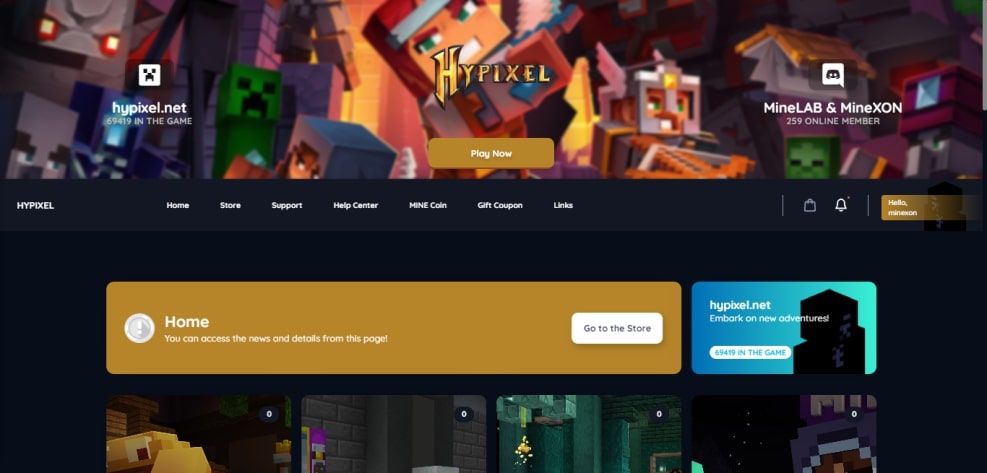 HYPIXEL
hypixel.net
69419 IN THE GAME
MineLAB & MineXON
259 ONLINE MEMBER
Play Now
HYPIXEL
Home
Store
Support
Help Center
MINE Coin
Gift Coupon
Links
Hello,
minexon
Home
You can access the news and details from this page!
Go to the Store
hypixel.net
Embark on new adventures!
69419 IN THE GAME
0
0
0
0